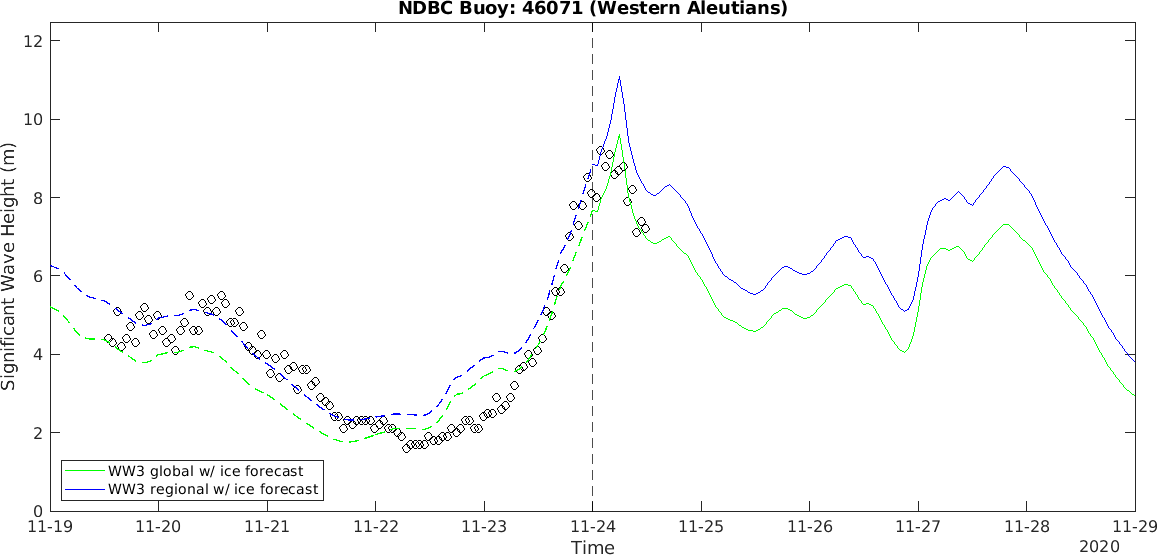 NDBC Buoy: 46071 (Western Aleutians)
Significant Wave Height (m)
12
10
8
6
4
2
0
WW3 global w/ ice forecast
WW3 regional w/ ice forecast
11-19 11-20 11-21 11-22 11-23 11-24 11-25 11-26 11-27 11-28 11-29
Time
2020